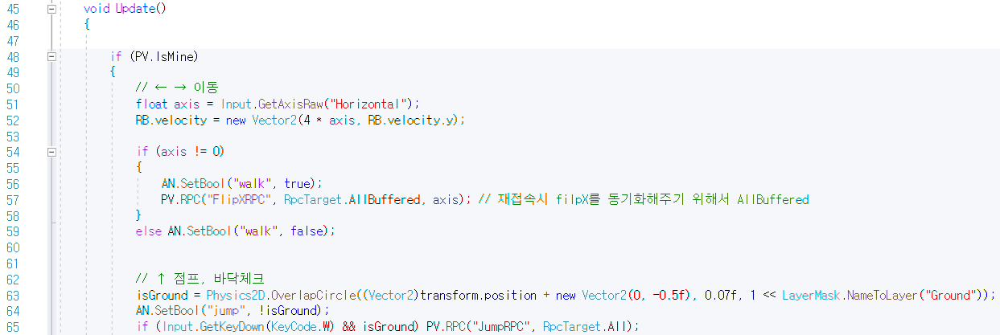 45 void Update()
46 {
47
48 if (PV.IsMine)
49 {
50 // ← → 이동
51 float axis = Input.GetAxisRaw("Horizontal");
52 RB.velocity = new Vector2(4 * axis, RB.velocity.y);
53
54 if (axis != 0)
55 {
56 AN.SetBool("walk", true);
57 PV.RPC("FlipXRPC", RpcTarget.AllBuffered, axis); // 재접속시 filpX를 동기화해주기 위해서 AllBuffered
58 }
59 else AN.SetBool("walk", false);
60
61
62 // ↑ 점프, 바닥체크
63 isGround = Physics2D.OverlapCircle((Vector2)transform.position + new Vector2(0, -0.5f), 0.07f, 1 << LayerMask.NameToLayer("Ground"));
64 AN.SetBool("jump", !isGround);
65 if (Input.GetKeyDown(KeyCode.W) && isGround) PV.RPC("JumpRPC", RpcTarget.All);